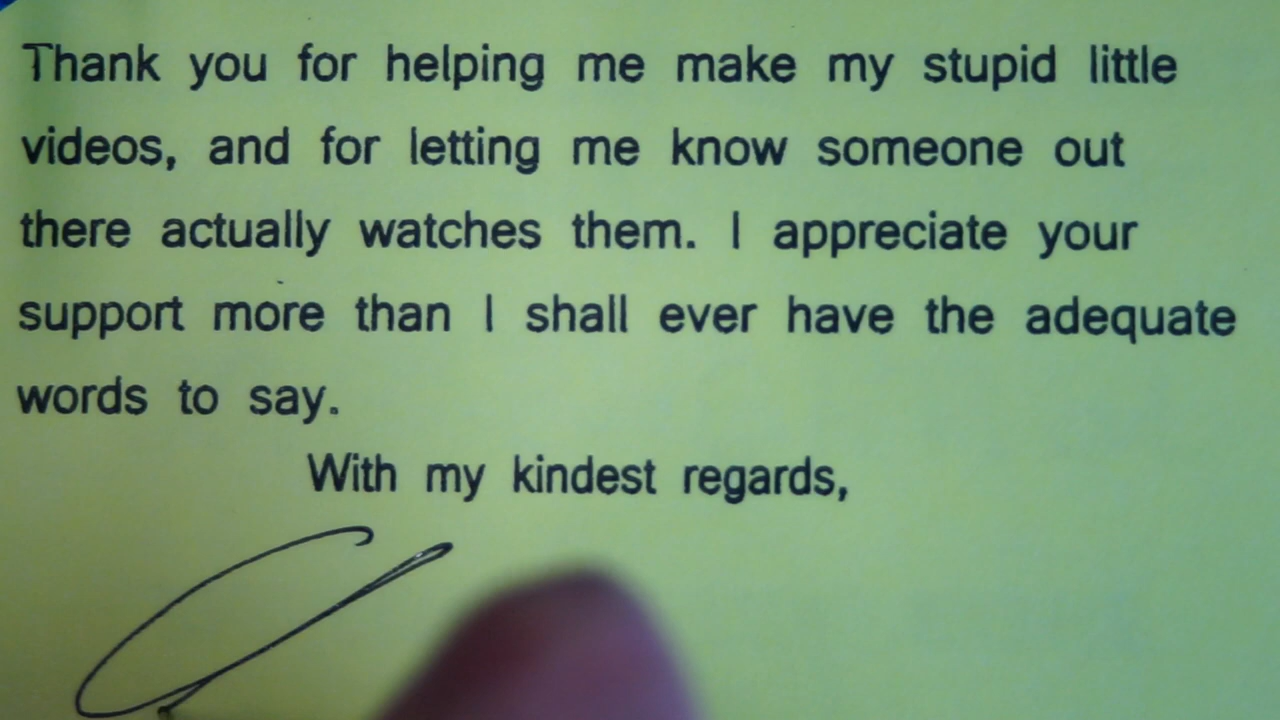 Thank you for helping me make my stupid little
videos, and for letting me know someone out
there actually watches them. I appreciate your
support more than I shall ever have the adequate
words to say.
With my kindest regards,